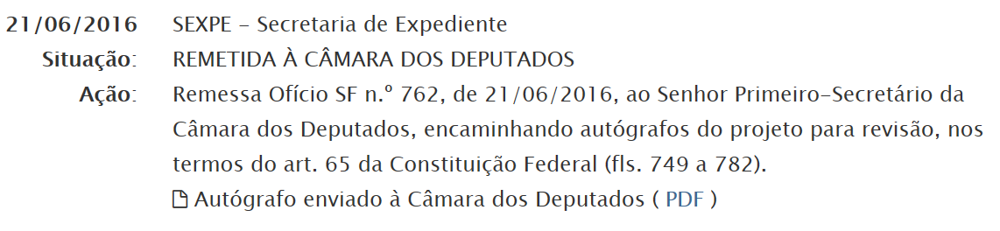 21/06/2016 SEXPE - Secretaria de Expediente
Situação: REMETIDA À CÂMARA DOS DEPUTADOS
Ação: Remessa Ofício SF n.º 762, de 21/06/2016, ao Senhor Primeiro-Secretário da
Câmara dos Deputados, encaminhando autógrafos do projeto para revisão, nos
termos do art. 65 da Constituição Federal (fls. 749 a 782).
Autógrafo enviado à Câmara dos Deputados ( PDF )